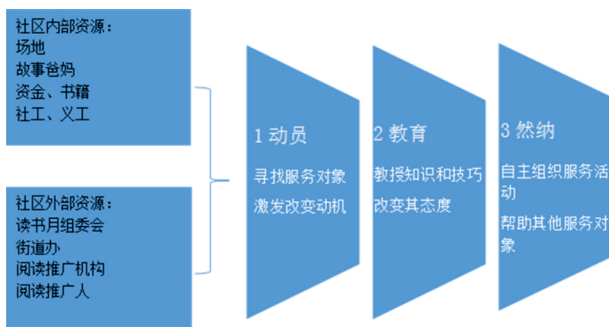 社区内部资源：
场地
故事爸妈
资金、书籍
社工、义工
社区外部资源：
读书月组委会
街道办
阅读推广机构
阅读推广人
1 动员
寻找服务对象
激发改变动机
2 教育
教授知识和技巧
改变其态度
3 然纳
自主组织服务活
动
帮助其他服务对
象